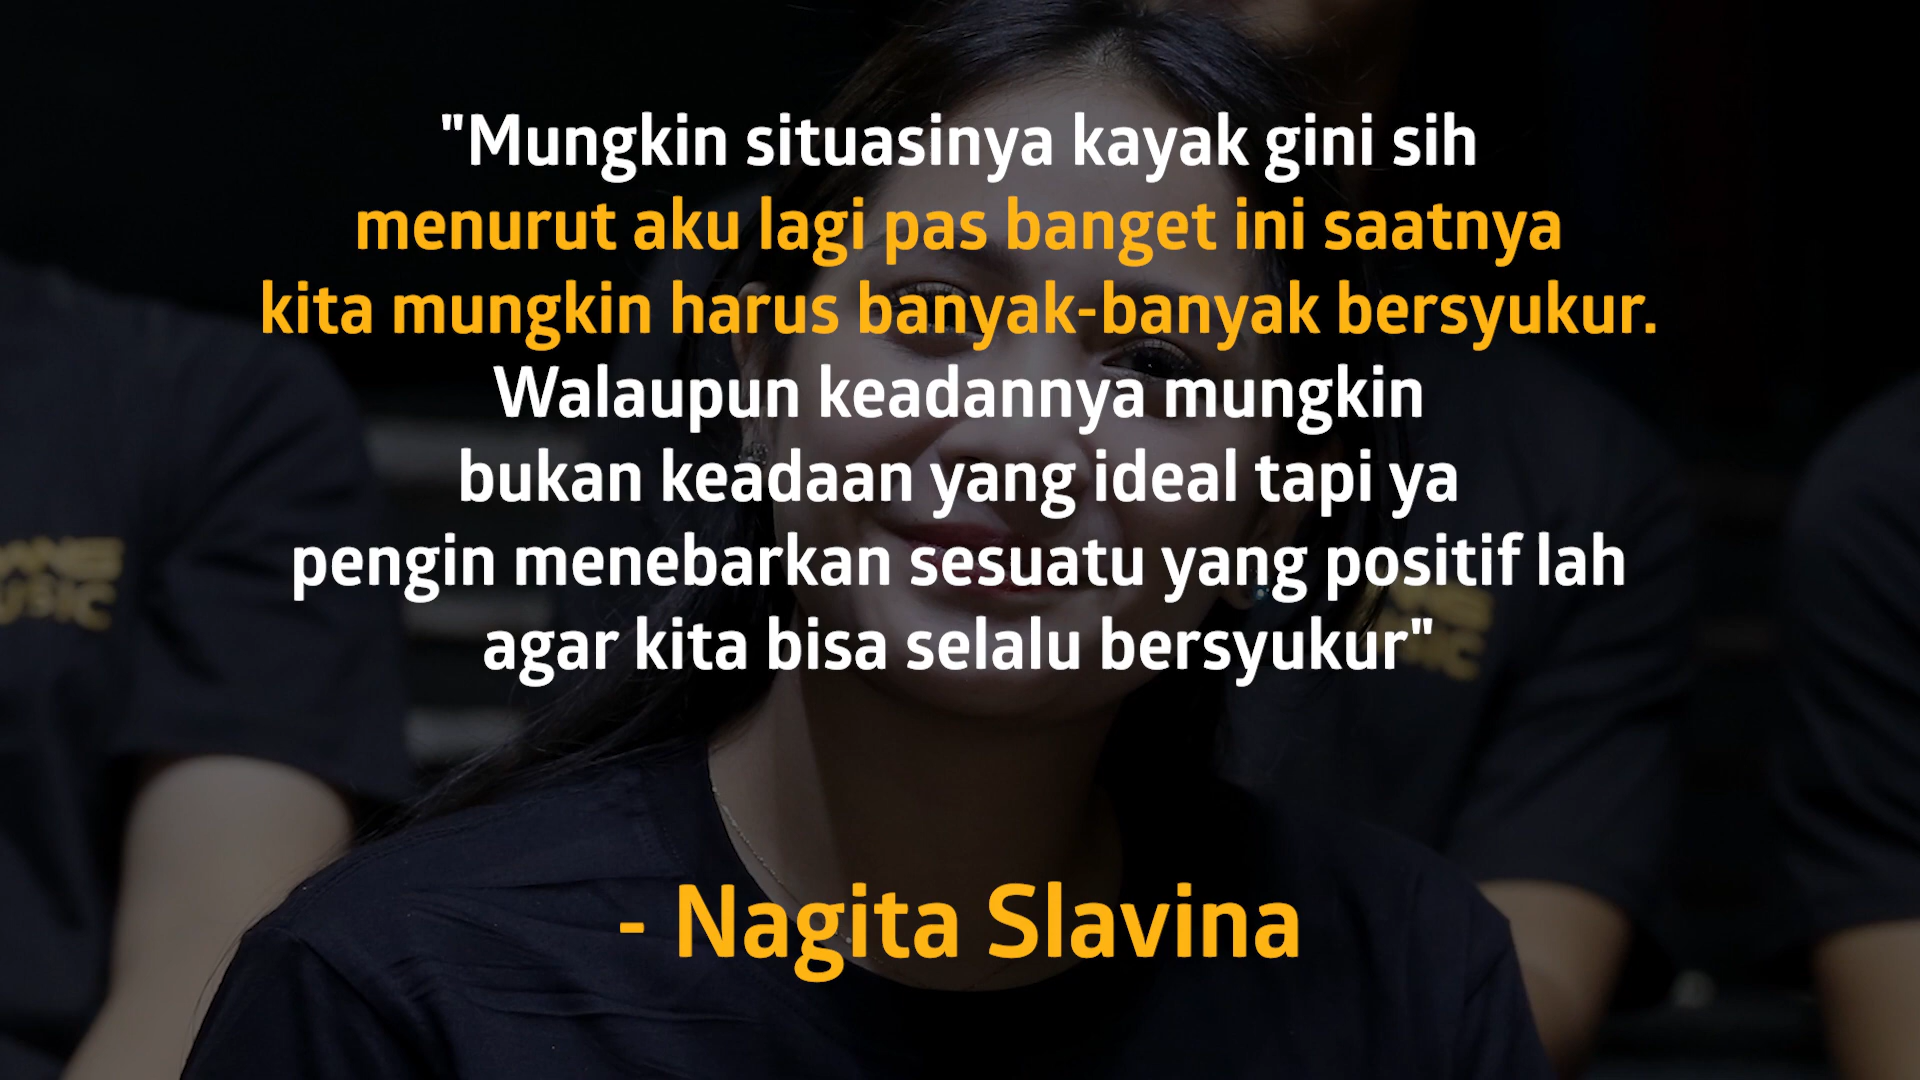 "Mungkin situasinya kayak gini sih
menurut aku lagi pas banget ini saatnya
kita mungkin harus banyak-banyak bersyukur.
Walaupun keadannya mungkin
bukan keadaan yang ideal tapi ya
pengin menebarkan sesuatu yang positif lah
agar kita bisa selalu bersyukur"
- Nagita Slavina